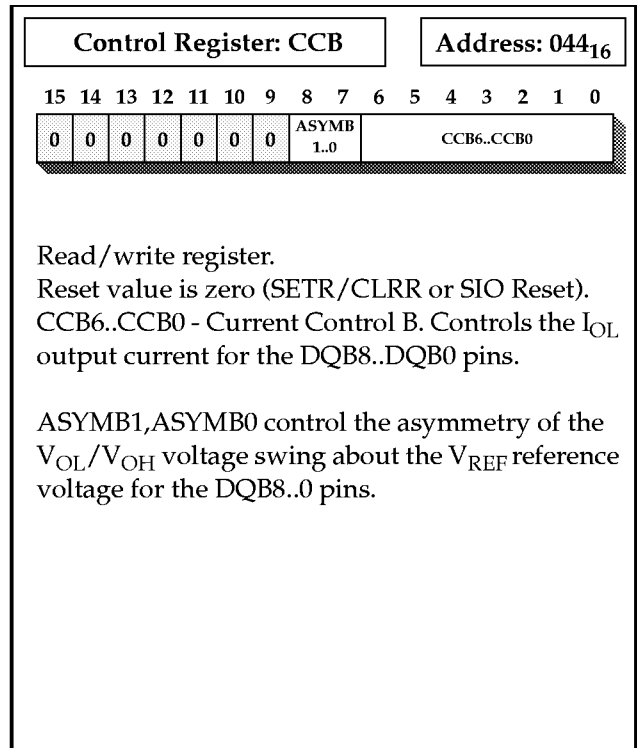 Control Register: CCB
Address: 044₁₆
15 14 13 12 11 10 9 8 7 6 5 4 3 2 1 0
0 0 0 0 0 0 0 ASYMB CCB6..CCB0
1..0
Read/write register.
Reset value is zero (SETR/CLRR or SIO Reset).
CCB6..CCB0 - Current Control B. Controls the I_OL
output current for the DQB8..DQB0 pins.
ASYMB1,ASYMB0 control the asymmetry of the
V_OL/V_OH voltage swing about the V_REF reference
voltage for the DQB8..0 pins.